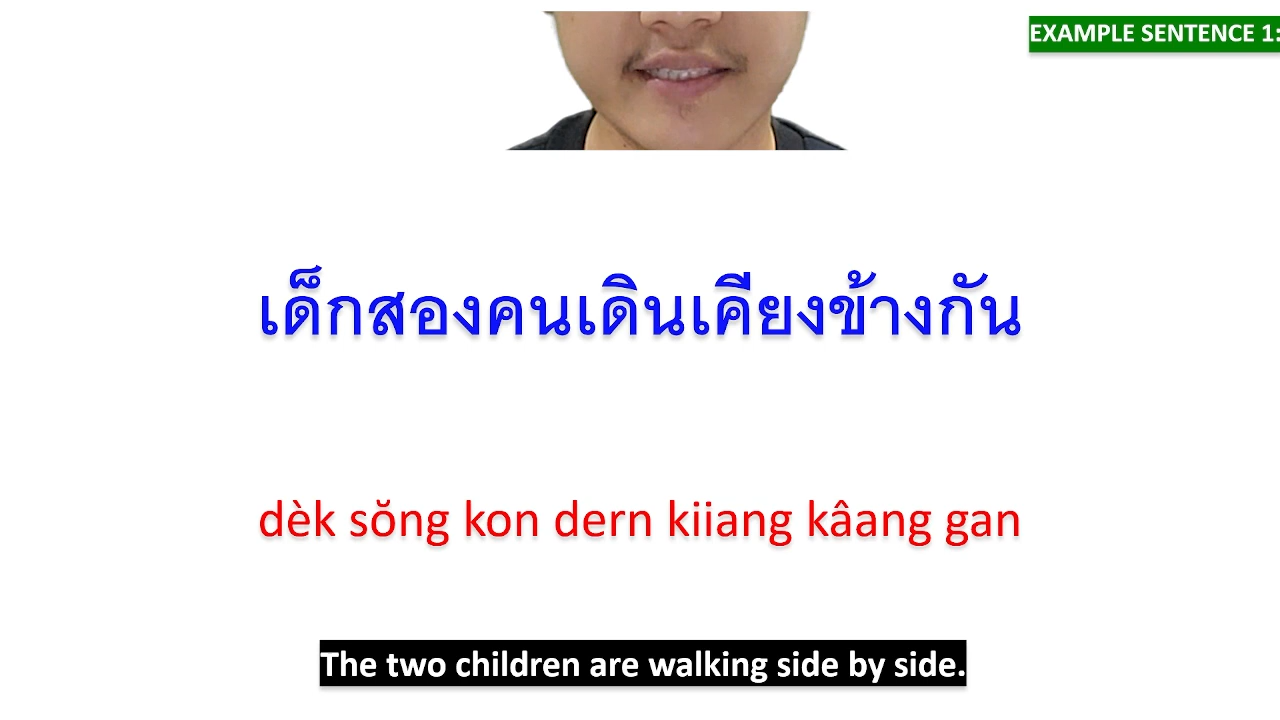 EXAMPLE SENTENCE 1:
เด็กสองคนเดินเคียงข้างกัน
dèk sŏng kon dern kiiang kâang gan
The two children are walking side by side.